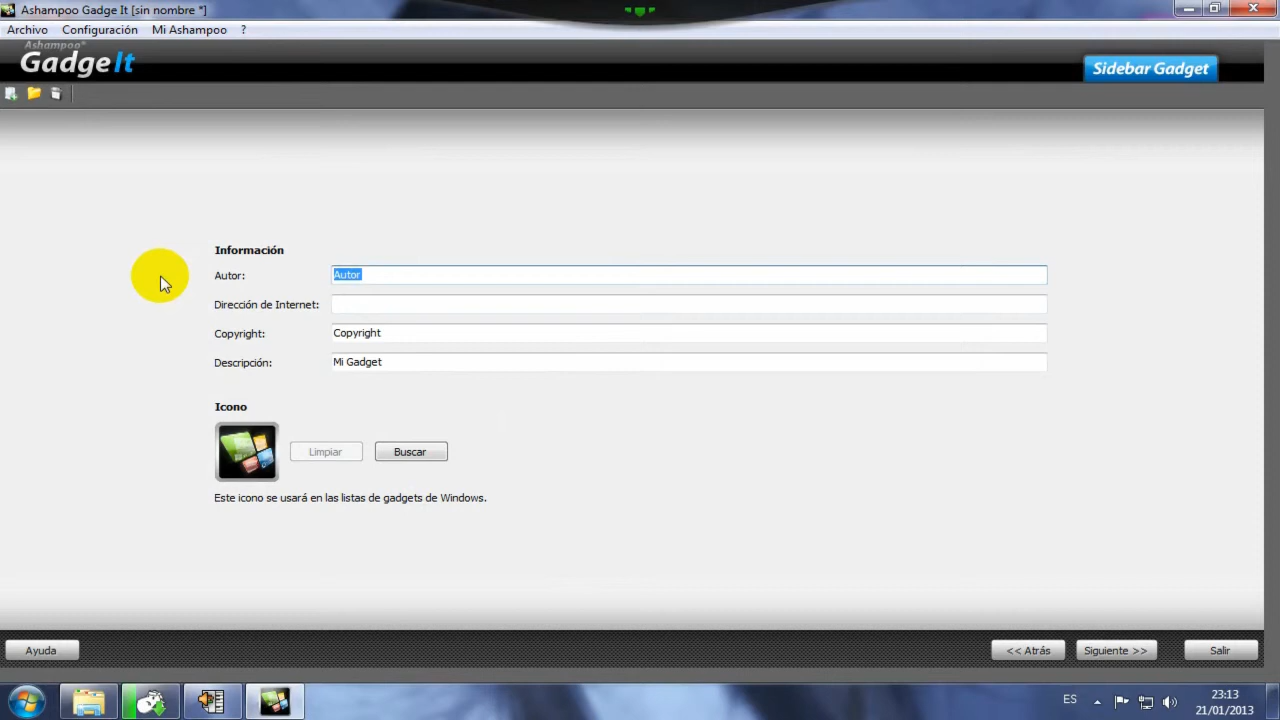 Ashampoo Gadge It [sin nombre *]
Archivo Configuración Mi Ashampoo ?
Ashampoo®
GadgeIt
Sidebar Gadget
Información
Autor: Autor
Dirección de Internet:
Copyright: Copyright
Descripción: Mi Gadget
Icono
Limpiar Buscar
Este icono se usará en las listas de gadgets de Windows.
Ayuda << Atrás Siguiente >> Salir
ES 23:13
21/01/2013